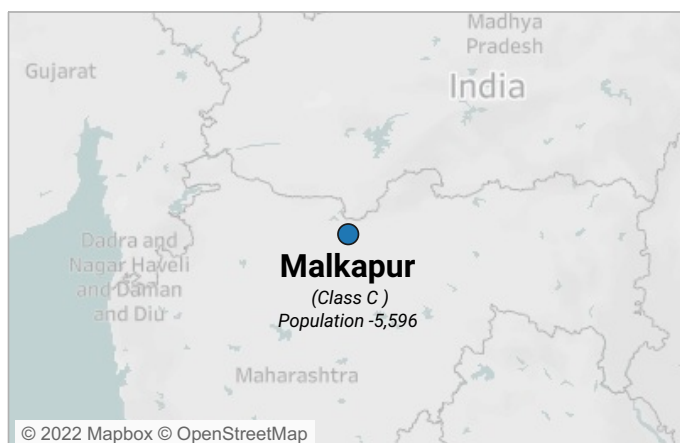 Madhya
Pradesh
Gujarat
India
Dadra and
Nagar Haveli
and Daman
and Diu
Malkapur
(Class C )
Population -5,596
Maharashtra
© 2022 Mapbox © OpenStreetMap